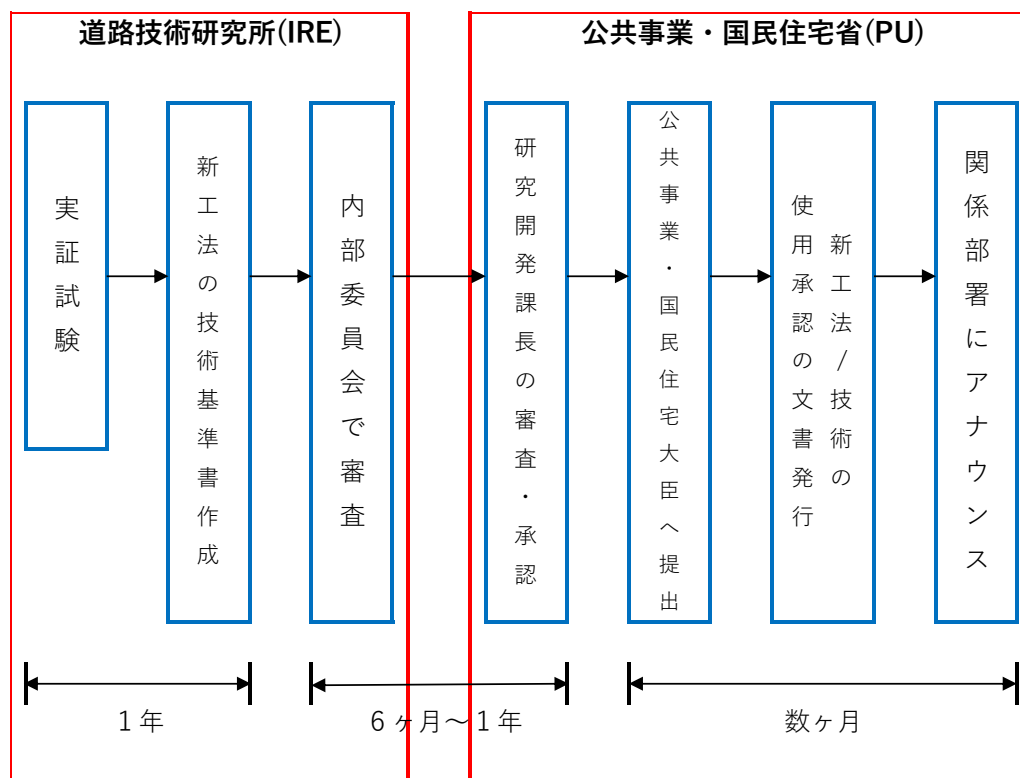 道路技術研究所(IRE)
公共事業・国民住宅省(PU)
実証試験
新工法の技術基準書作成
内部委員会で審査
研究開発課長の審査・承認
公共事業・国民住宅大臣へ提出
新工法/技術の
使用承認の文書発行
関係部署にアナウンス
1年
6ヶ月～1年
数ヶ月